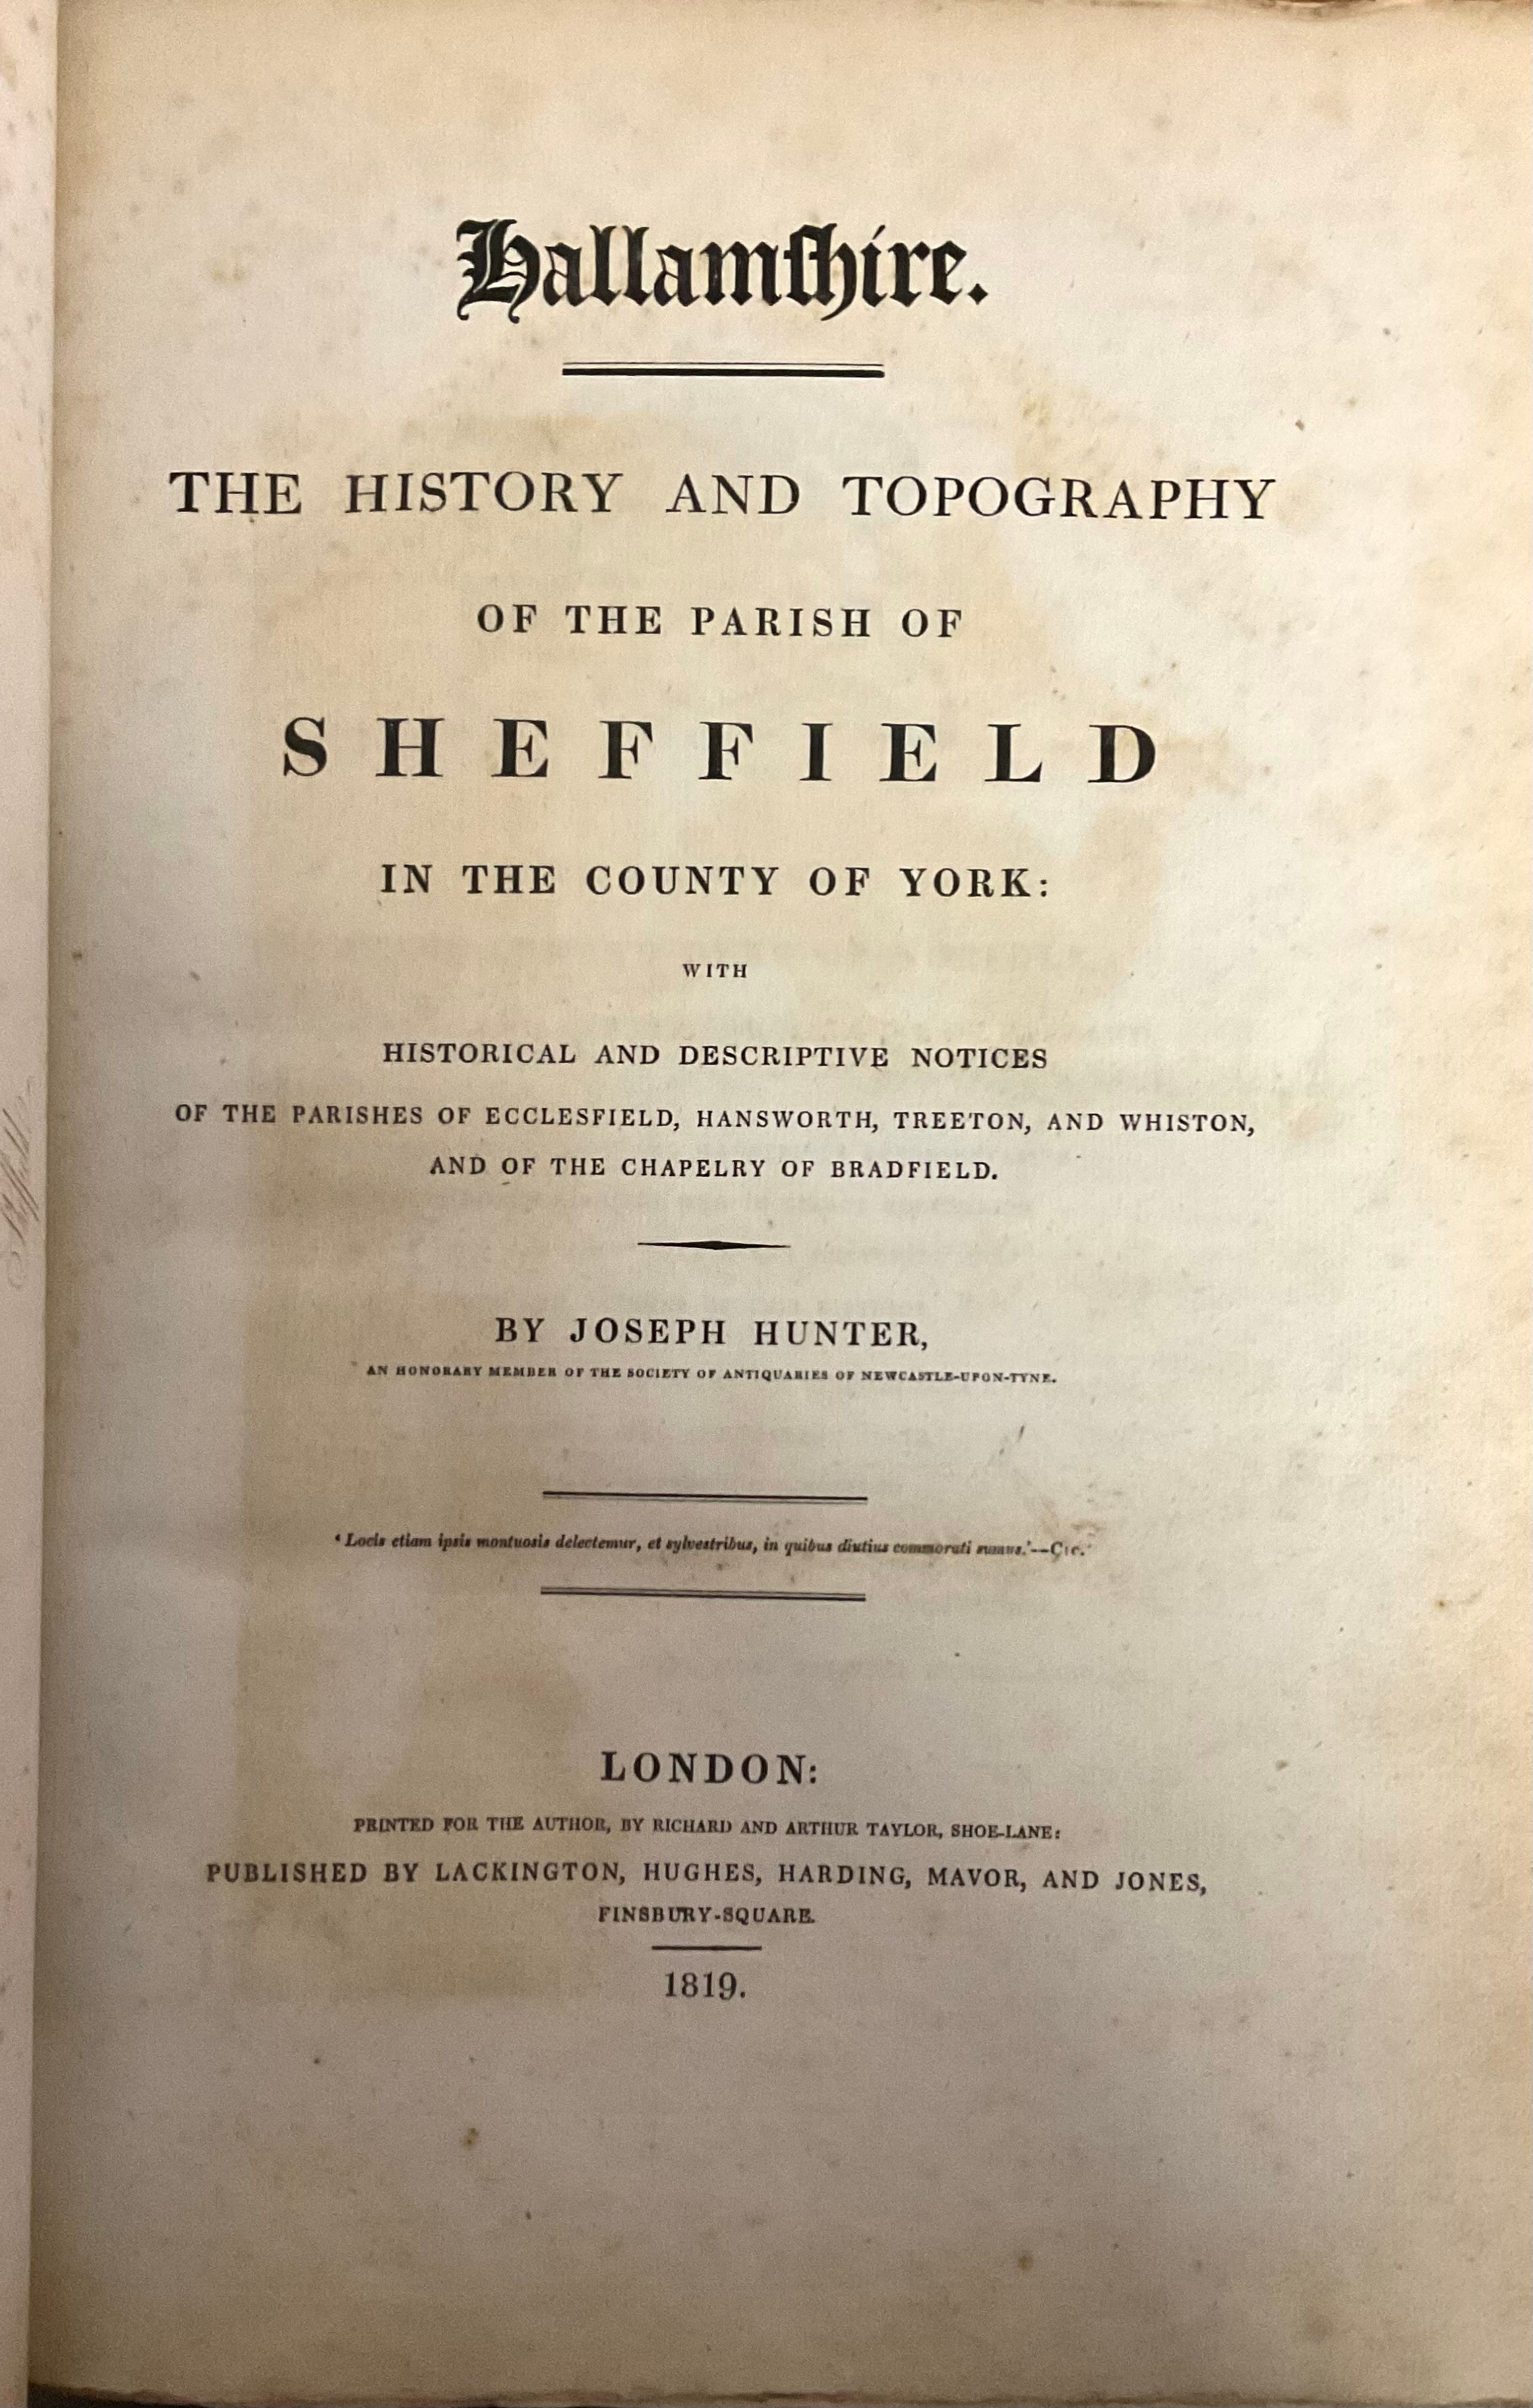 Hallamſhire.
THE HISTORY AND TOPOGRAPHY
OF THE PARISH OF
SHEFFIELD
IN THE COUNTY OF YORK:
WITH
HISTORICAL AND DESCRIPTIVE NOTICES
OF THE PARISHES OF ECCLESFIELD, HANSWORTH, TREETON, AND WHISTON,
AND OF THE CHAPELRY OF BRADFIELD.
BY JOSEPH HUNTER,
AN HONORARY MEMBER OF THE SOCIETY OF ANTIQUARIES OF NEWCASTLE-UPON-TYNE.
‘Locis etiam ipsis montuosis delectemur, et sylvestribus, in quibus diutius commorati sumus.’—Cic.
LONDON:
PRINTED FOR THE AUTHOR, BY RICHARD AND ARTHUR TAYLOR, SHOE-LANE:
PUBLISHED BY LACKINGTON, HUGHES, HARDING, MAVOR, AND JONES,
FINSBURY-SQUARE.
1819.